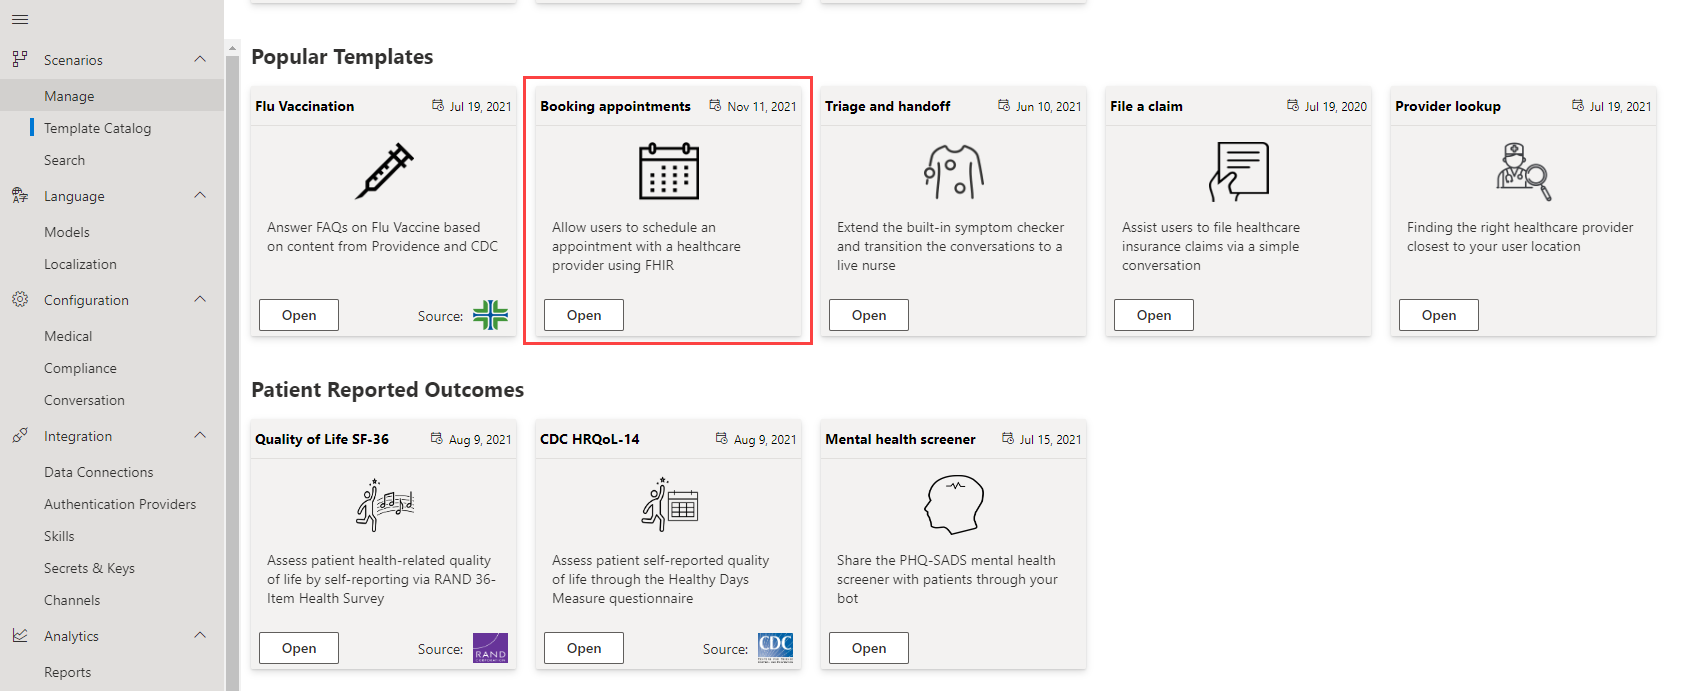 Scenarios
Manage
Template Catalog
Search
Language
Models
Localization
Configuration
Medical
Compliance
Conversation
Integration
Data Connections
Authentication Providers
Skills
Secrets & Keys
Channels
Analytics
Reports
Popular Templates
Flu Vaccination Jul 19, 2021
Answer FAQs on Flu Vaccine based
on content from Providence and CDC
Open Source:
Booking appointments Nov 11, 2021
Allow users to schedule an
appointment with a healthcare
provider using FHIR
Open
Triage and handoff Jun 10, 2021
Extend the built-in symptom checker
and transition the conversations to a
live nurse
Open
File a claim Jul 19, 2020
Assist users to file healthcare
insurance claims via a simple
conversation
Open
Provider lookup Jul 19, 2021
Finding the right healthcare provider
closest to your user location
Open
Patient Reported Outcomes
Quality of Life SF-36 Aug 9, 2021
Assess patient health-related quality
of life by self-reporting via RAND 36-
Item Health Survey
Open Source: RAND
CDC HRQoL-14 Aug 9, 2021
Assess patient self-reported quality
of life through the Healthy Days
Measure questionnaire
Open Source: CDC
Mental health screener Jul 15, 2021
Share the PHQ-SADS mental health
screener with patients through your
bot
Open